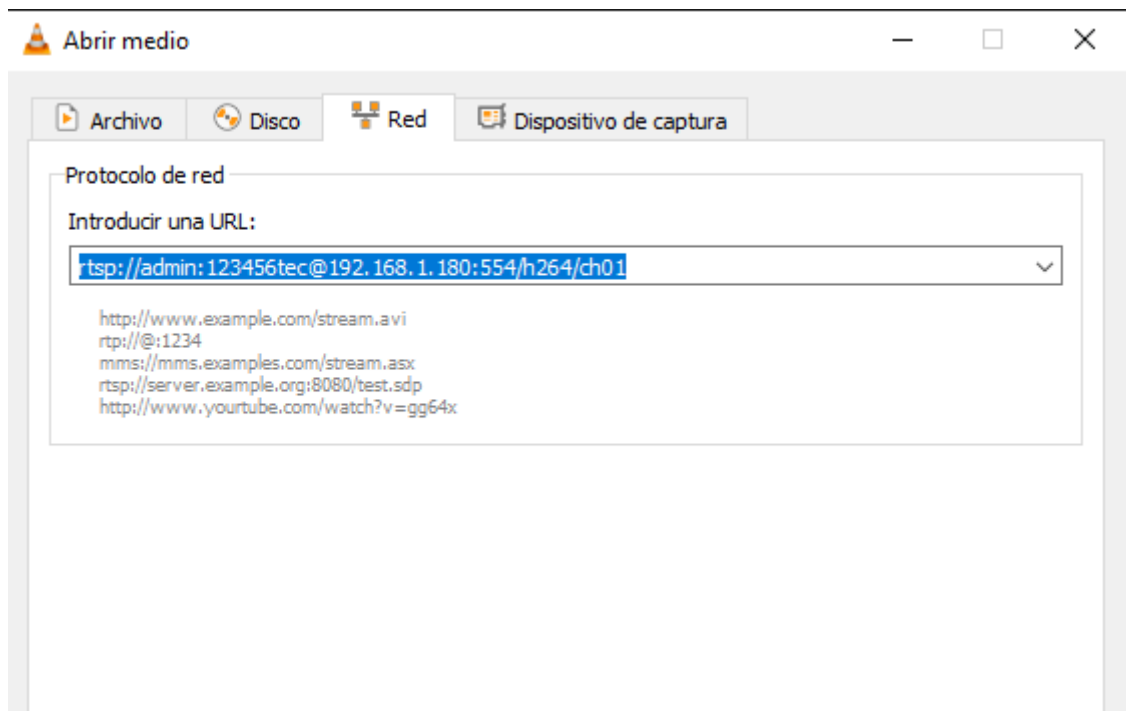 Abrir medio
Archivo
Disco
Red
Dispositivo de captura
Protocolo de red
Introducir una URL:
rtsp://admin:123456tec@192.168.1.180:554/h264/ch01
http://www.example.com/stream.avi
rtp://@:1234
mms://mms.examples.com/stream.asx
rtsp://server.example.org:8080/test.sdp
http://www.yourtube.com/watch?v=gg64x